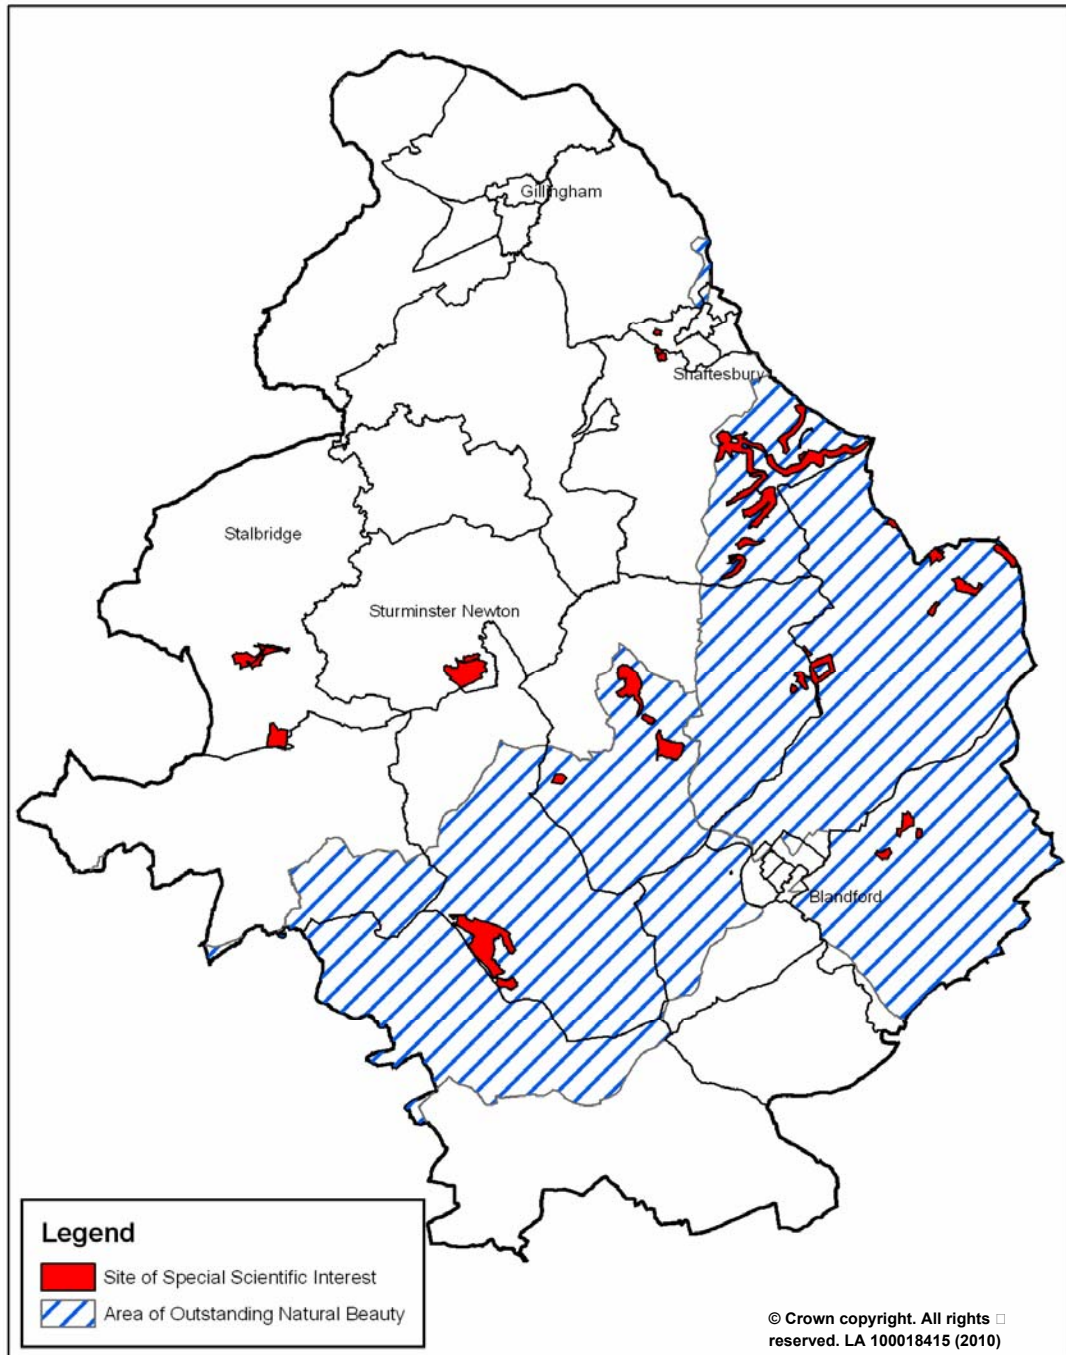 Gillingham
Shaftesbury
Stalbridge
Sturminster Newton
Blandford
Legend
Site of Special Scientific Interest
Area of Outstanding Natural Beauty
© Crown copyright. All rights □
reserved. LA 100018415 (2010)